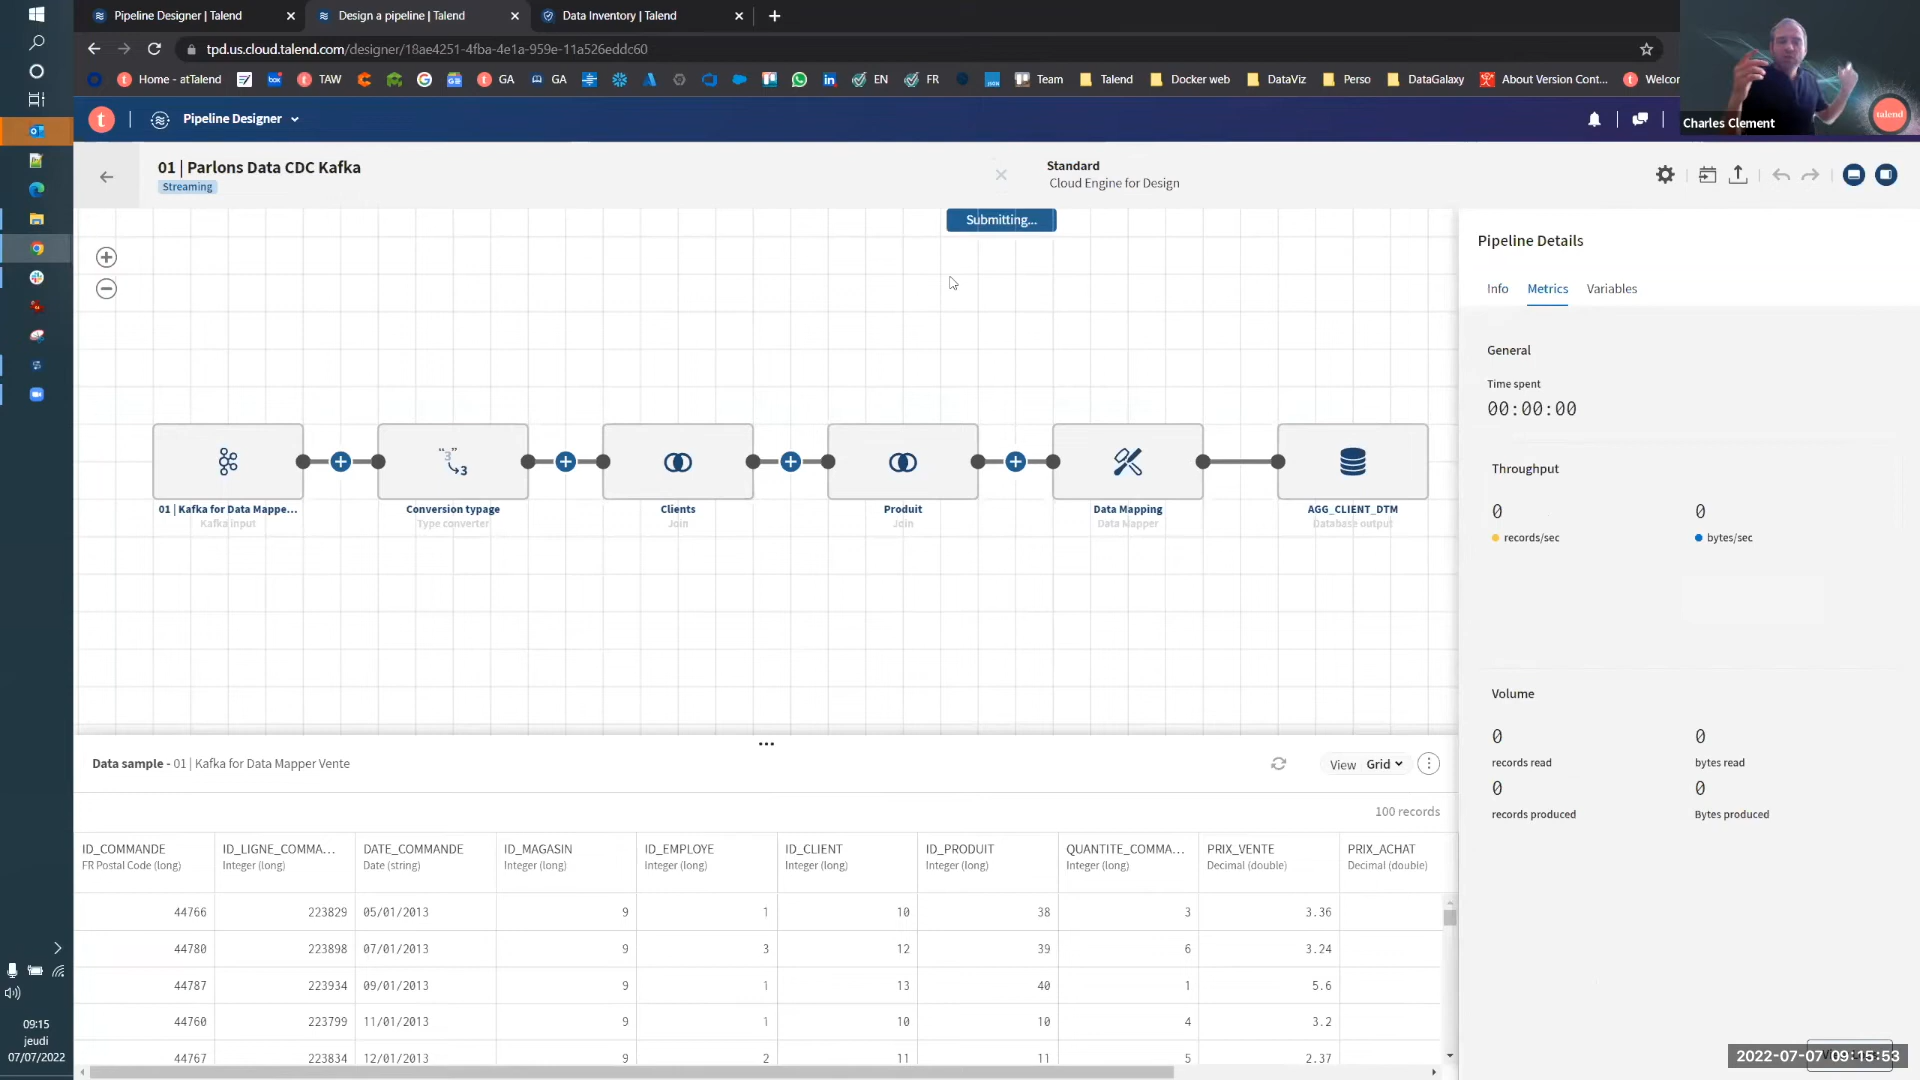 Pipeline Designer | Talend
Design a pipeline | Talend
Data Inventory | Talend
tpd.us.cloud.talend.com/designer/18ae4251-4fba-4e1a-959e-11a526eddc60
Home - atTalend
TAW
GA
GA
EN
FR
Team
Talend
Docker web
DataViz
Perso
DataGalaxy
About Version Cont...
Welcor
talend
Charles Clement
t
Pipeline Designer
01 | Parlons Data CDC Kafka
Streaming
Standard
Cloud Engine for Design
Submitting...
01 | Kafka for Data Mappe...
Kafka input
Conversion typage
Type converter
Clients
Join
Produit
Join
Data Mapping
Data Mapper
AGG_CLIENT_DTM
Database output
Pipeline Details
Info Metrics Variables
General
Time spent
00:00:00
Throughput
0 0
records/sec bytes/sec
Volume
0 0
records read bytes read
0 0
records produced Bytes produced
Data sample - 01 | Kafka for Data Mapper Vente
View Grid
100 records
ID_COMMANDE ID_LIGNE_COMMA... DATE_COMMANDE ID_MAGASIN ID_EMPLOYE ID_CLIENT ID_PRODUIT QUANTITE_COMMA... PRIX_VENTE PRIX_ACHAT
FR Postal Code (long) Integer (long) Date (string) Integer (long) Integer (long) Integer (long) Integer (long) Integer (long) Decimal (double) Decimal (double)
44766 223829 05/01/2013 9 1 10 38 3 3.36
44780 223898 07/01/2013 9 3 12 39 6 3.24
44787 223934 09/01/2013 9 1 13 40 1 5.6
44760 223799 11/01/2013 9 1 10 10 4 3.2
44767 223834 12/01/2013 9 2 11 11 5 2.37
09:15
jeudi
07/07/2022
2022-07-07 09:15:53